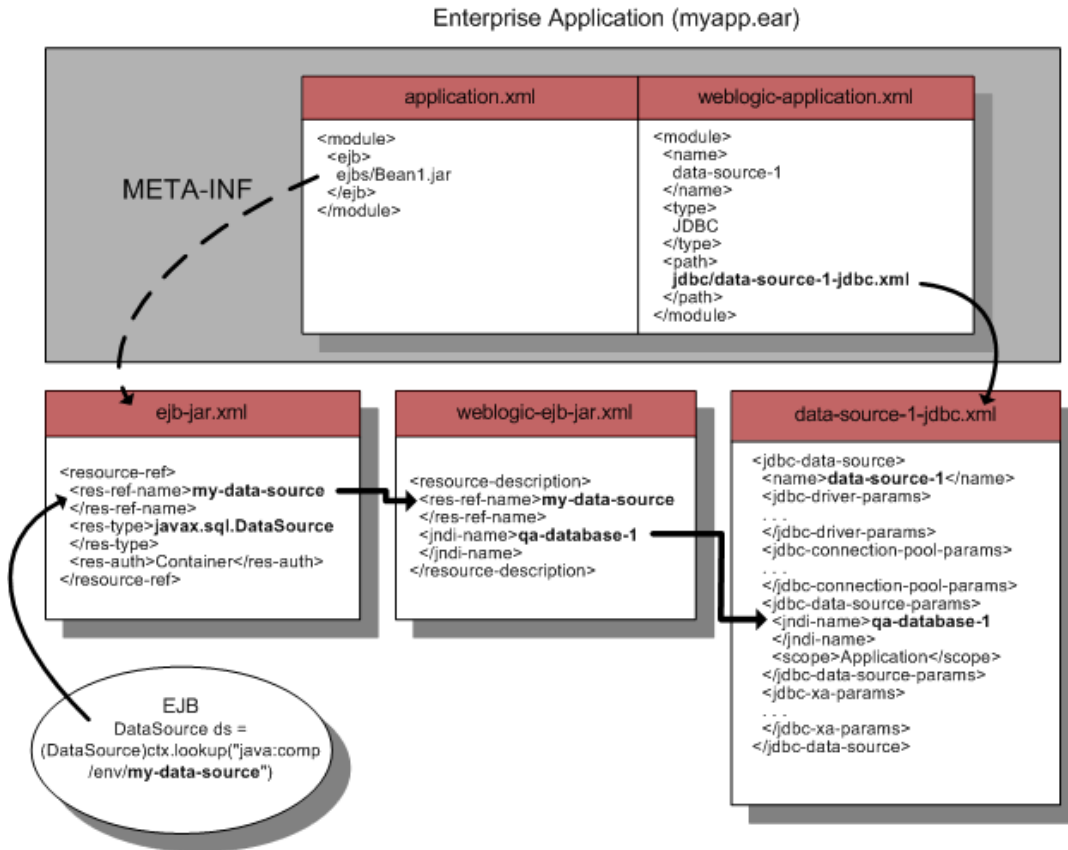 Enterprise Application (myapp.ear)
META-INF
application.xml
<module>
<ejb>
ejbs/Bean1.jar
</ejb>
</module>
weblogic-application.xml
<module>
<name>
data-source-1
</name>
<type>
JDBC
</type>
<path>
jdbc/data-source-1-jdbc.xml
</path>
</module>
ejb-jar.xml
<resource-ref>
<res-ref-name>my-data-source
</res-ref-name>
<res-type>javax.sql.DataSource
</res-type>
<res-auth>Container</res-auth>
</resource-ref>
weblogic-ejb-jar.xml
<resource-description>
<res-ref-name>my-data-source
</res-ref-name>
<jndi-name>qa-database-1
</jndi-name>
</resource-description>
data-source-1-jdbc.xml
<jdbc-data-source>
<name>data-source-1</name>
<jdbc-driver-params>
. . .
</jdbc-driver-params>
<jdbc-connection-pool-params>
. . .
</jdbc-connection-pool-params>
<jdbc-data-source-params>
<jndi-name>qa-database-1
</jndi-name>
<scope>Application</scope>
</jdbc-data-source-params>
<jdbc-xa-params>
. . .
</jdbc-xa-params>
</jdbc-data-source>
EJB
DataSource ds =
(DataSource)ctx.lookup("java:comp
/env/my-data-source")